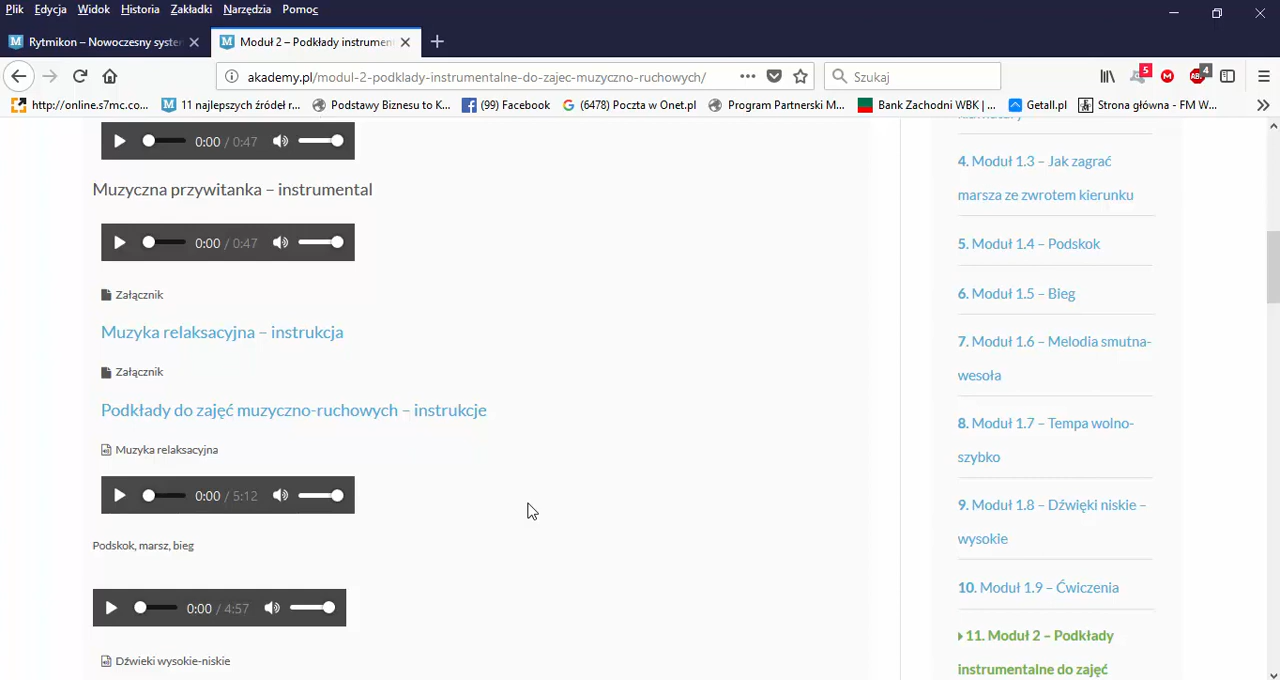 Plik Edycja Widok Historia Zakładki Narzędzia Pomoc
Rytmikon – Nowoczesny syste
Moduł 2 – Podkłady instrument
akademy.pl/modul-2-podklady-instrumentalne-do-zajec-muzyczno-ruchowych/
Szukaj
5
4
http://online.s7mc.co...
11 najlepszych źródeł r...
Podstawy Biznesu to K...
(99) Facebook
(6478) Poczta w Onet.pl
Program Partnerski M...
Bank Zachodni WBK | ...
Getall.pl
Strona główna - FM W...
0:00 / 0:47
Muzyczna przywitanka – instrumental
0:00 / 0:47
Załącznik
Muzyka relaksacyjna – instrukcja
Załącznik
Podkłady do zajęć muzyczno-ruchowych – instrukcje
Muzyka relaksacyjna
0:00 / 5:12
Podskok, marsz, bieg
0:00 / 4:57
Dźwieki wysokie-niskie
4. Moduł 1.3 – Jak zagrać
marsza ze zwrotem kierunku
5. Moduł 1.4 – Podskok
6. Moduł 1.5 – Bieg
7. Moduł 1.6 – Melodia smutna-
wesoła
8. Moduł 1.7 – Tempa wolno-
szybko
9. Moduł 1.8 – Dźwięki niskie –
wysokie
10. Moduł 1.9 – Ćwiczenia
11. Moduł 2 – Podkłady
instrumentalne do zajęć